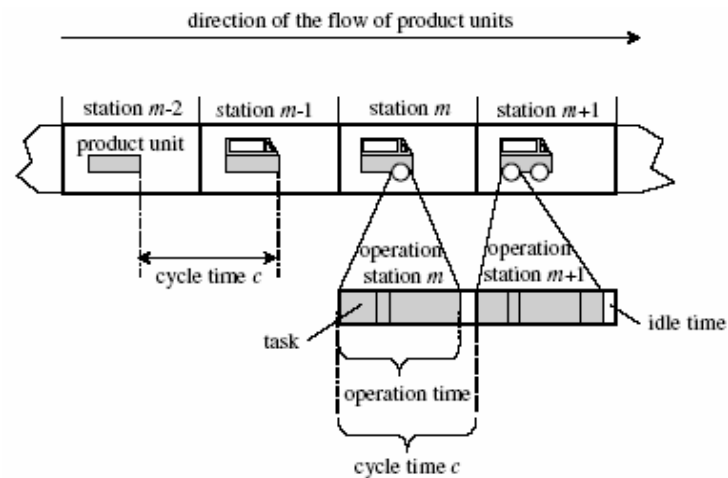 direction of the flow of product units
station m-2
station m-1
station m
station m+1
product unit
cycle time c
operation
station m
operation
station m+1
task
idle time
operation time
cycle time c